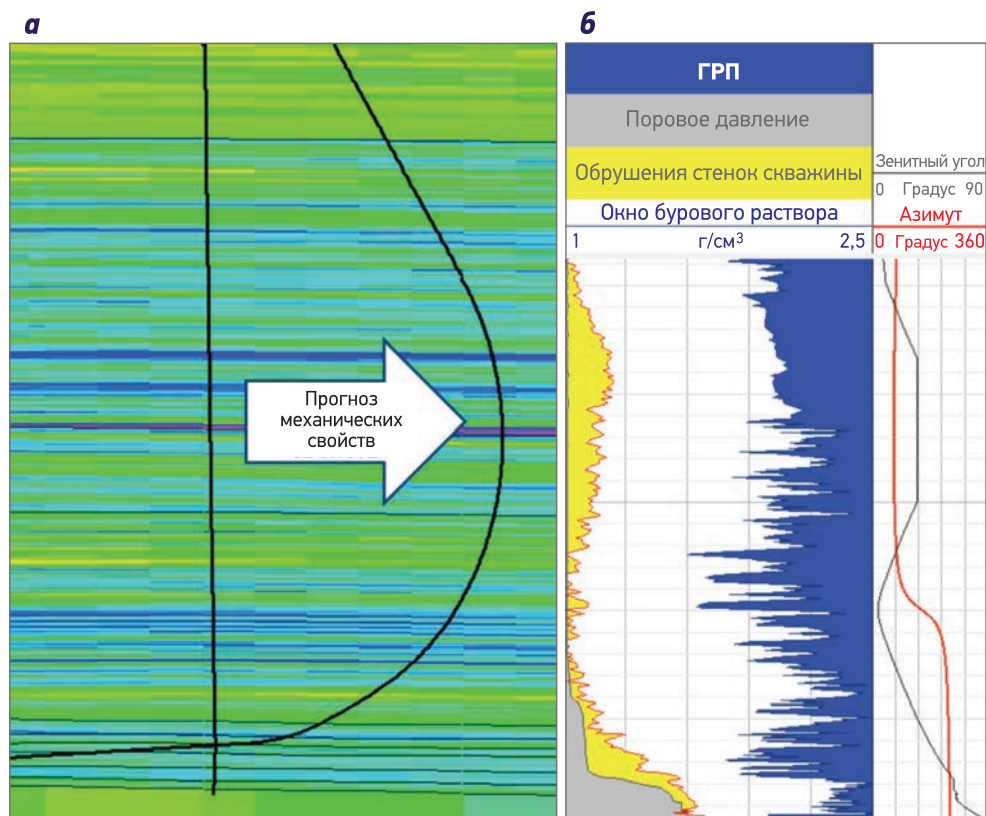 а
б
Прогноз
механических
свойств
ГРП
Поровое давление
Обрушения стенок скважины
Окно бурового раствора
1 г/см³ 2,5
Зенитный угол
0 Градус 90
Азимут
0 Градус 360